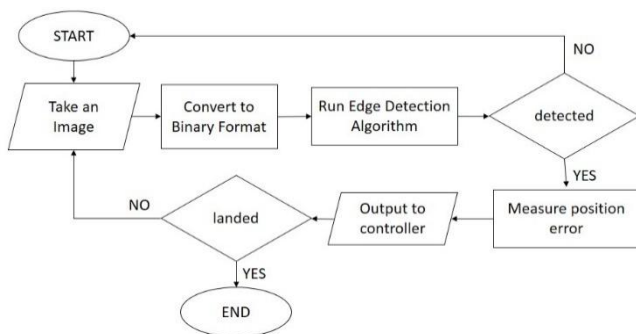 START
NO
Take an
Image
Convert to
Binary Format
Run Edge Detection
Algorithm
detected
YES
Measure position
error
Output to
controller
landed
NO
YES
END